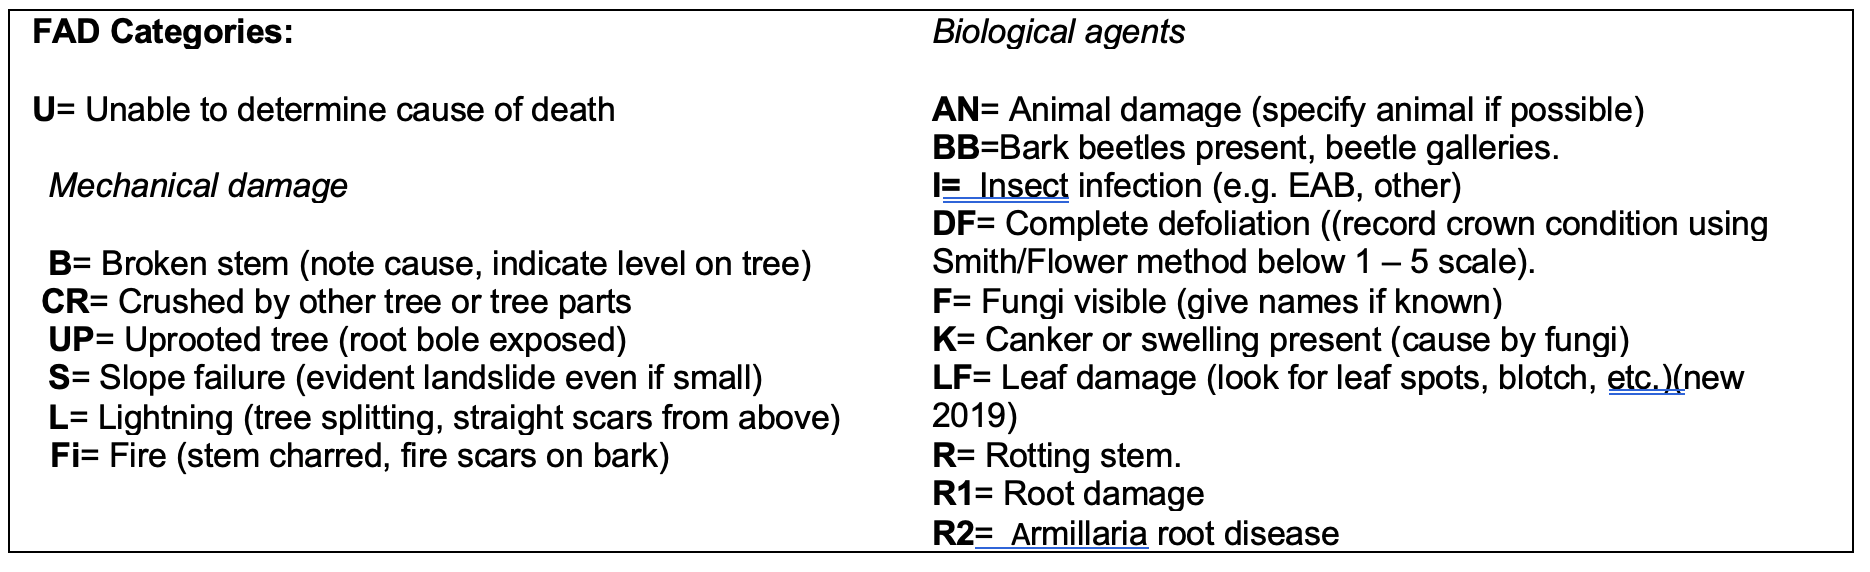 FAD Categories:
U= Unable to determine cause of death
Mechanical damage
B= Broken stem (note cause, indicate level on tree)
CR= Crushed by other tree or tree parts
UP= Uprooted tree (root bole exposed)
S= Slope failure (evident landslide even if small)
L= Lightning (tree splitting, straight scars from above)
Fi= Fire (stem charred, fire scars on bark)
Biological agents
AN= Animal damage (specify animal if possible)
BB=Bark beetles present, beetle galleries.
I=  Insect infection (e.g. EAB, other)
DF= Complete defoliation ((record crown condition using
Smith/Flower method below 1 – 5 scale).
F= Fungi visible (give names if known)
K= Canker or swelling present (cause by fungi)
LF= Leaf damage (look for leaf spots, blotch, etc.)(new
2019)
R= Rotting stem.
R1= Root damage
R2=  Armillaria root disease